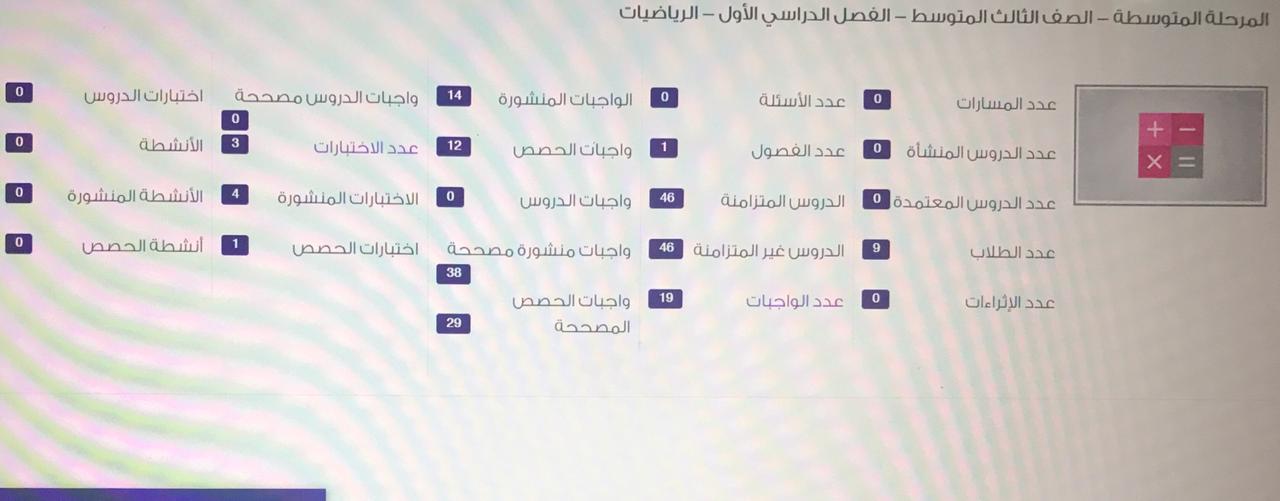 المرحلة المتوسطة – الصف الثالث المتوسط – الفصل الدراسي الأول – الرياضيات
عدد المسارات 0
عدد الدروس المنشأة 0
عدد الدروس المعتمدة 0
عدد الطلاب 9
عدد الإثراءات 0
عدد الأسئلة 0
عدد الفصول 1
الدروس المتزامنة 46
الدروس غير المتزامنة 46
عدد الواجبات 19
الواجبات المنشورة 14
واجبات الحصص 12
واجبات الدروس 0
واجبات منشورة مصححة
38
واجبات الحصص
المصححة
29
واجبات الدروس مصححة
0
عدد الاختبارات 3
الاختبارات المنشورة 4
اختبارات الحصص 1
اختبارات الدروس 0
الأنشطة 0
الأنشطة المنشورة 0
أنشطة الحصص 0
+ −
× =